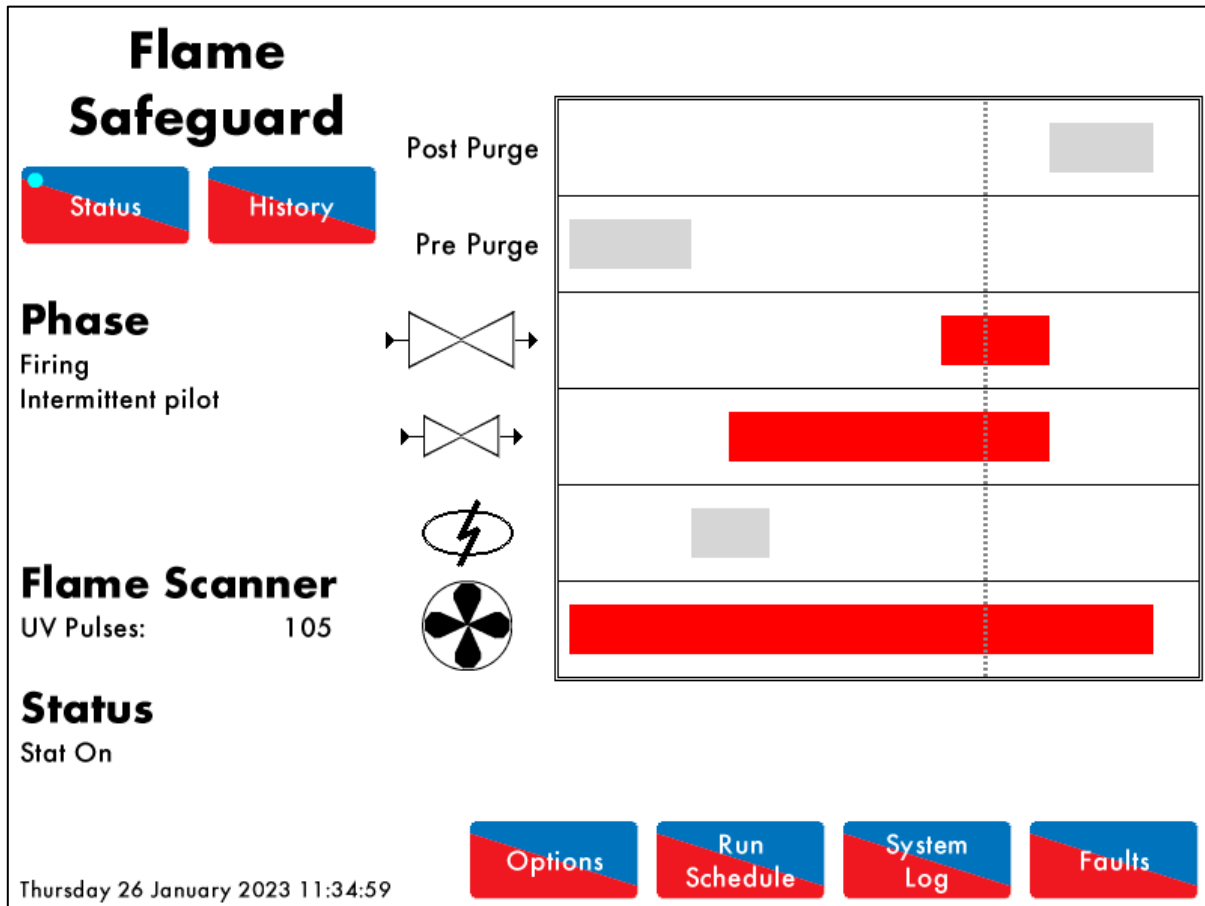 Flame
Safeguard
Status
History
Post Purge
Pre Purge
Phase
Firing
Intermittent pilot
Flame Scanner
UV Pulses: 105
Status
Stat On
Options
Run
Schedule
System
Log
Faults
Thursday 26 January 2023 11:34:59